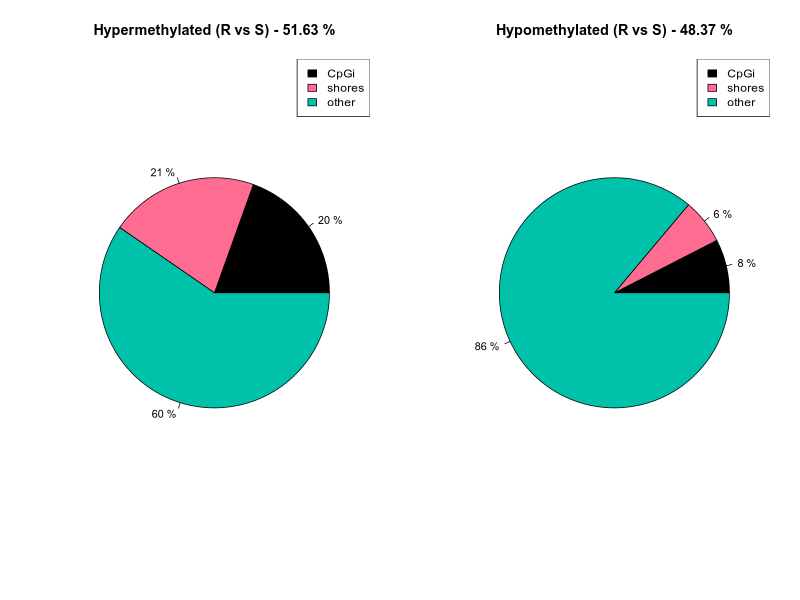 Hypermethylated (R vs S) - 51.63 %
CpGi
shores
other
21 %
20 %
60 %
Hypomethylated (R vs S) - 48.37 %
CpGi
shores
other
6 %
8 %
86 %